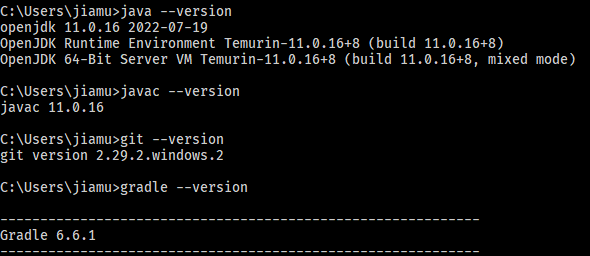 C:\Users\jiamu>java --version
openjdk 11.0.16 2022-07-19
OpenJDK Runtime Environment Temurin-11.0.16+8 (build 11.0.16+8)
OpenJDK 64-Bit Server VM Temurin-11.0.16+8 (build 11.0.16+8, mixed mode)
C:\Users\jiamu>javac --version
javac 11.0.16
C:\Users\jiamu>git --version
git version 2.29.2.windows.2
C:\Users\jiamu>gradle --version
------------------------------------------------------------
Gradle 6.6.1
------------------------------------------------------------